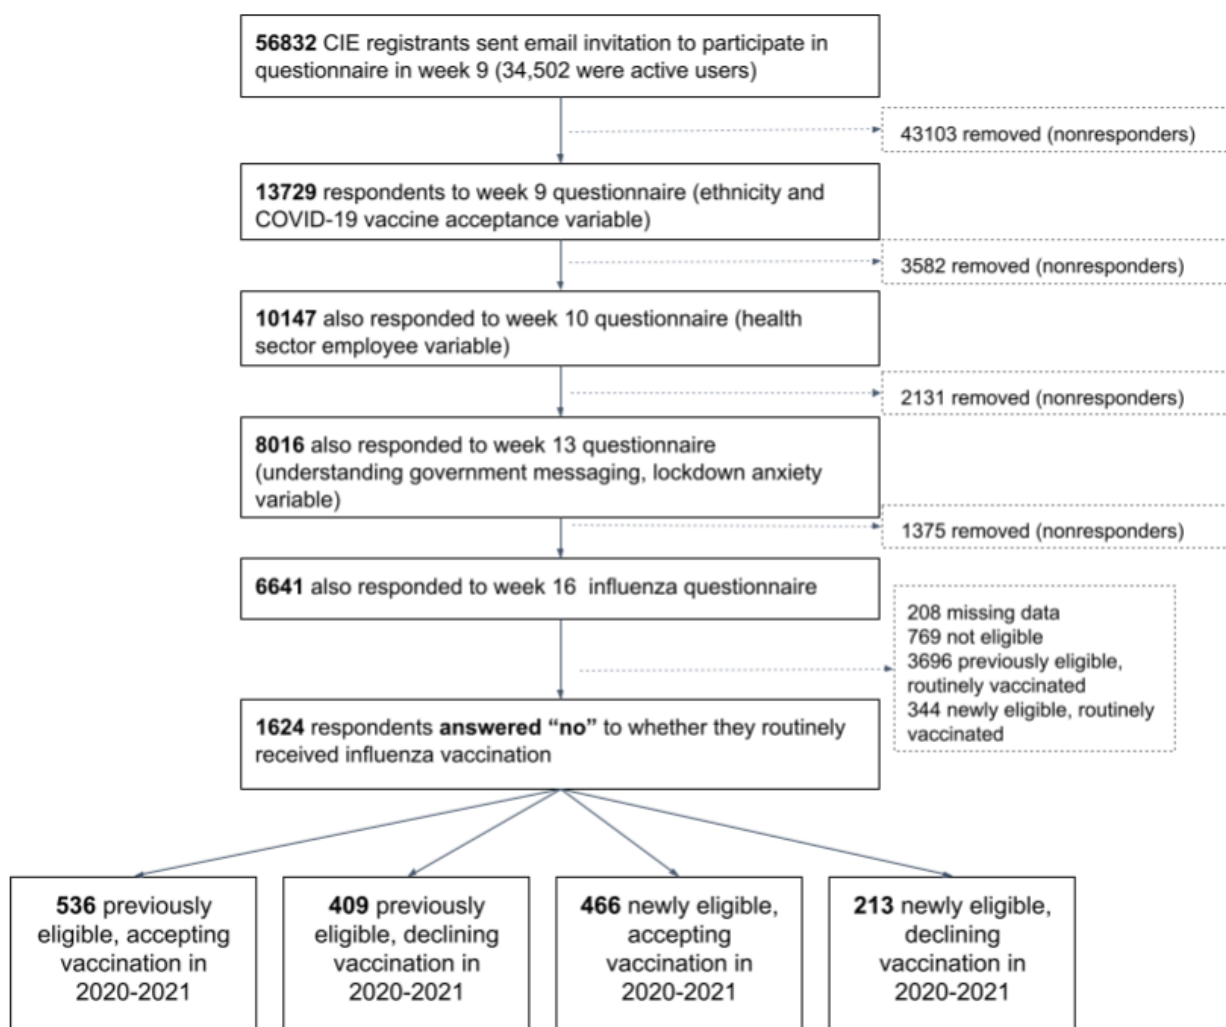 56832 CIE registrants sent email invitation to participate in
questionnaire in week 9 (34,502 were active users)
43103 removed (nonresponders)
13729 respondents to week 9 questionnaire (ethnicity and
COVID-19 vaccine acceptance variable)
3582 removed (nonresponders)
10147 also responded to week 10 questionnaire (health
sector employee variable)
2131 removed (nonresponders)
8016 also responded to week 13 questionnaire
(understanding government messaging, lockdown anxiety
variable)
1375 removed (nonresponders)
6641 also responded to week 16 influenza questionnaire
208 missing data
769 not eligible
3696 previously eligible,
routinely vaccinated
344 newly eligible, routinely
vaccinated
1624 respondents answered “no” to whether they routinely
received influenza vaccination
536 previously
eligible, accepting
vaccination in
2020-2021
409 previously
eligible, declining
vaccination in
2020-2021
466 newly eligible,
accepting
vaccination in
2020-2021
213 newly eligible,
declining
vaccination in
2020-2021